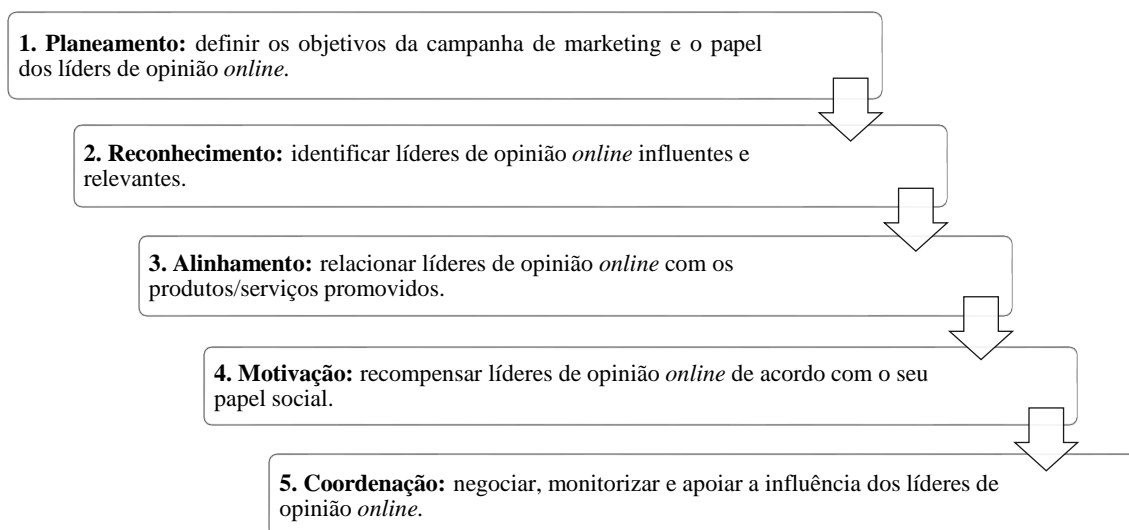 1. Planeamento: definir os objetivos da campanha de marketing e o papel
dos líders de opinião online.
2. Reconhecimento: identificar líderes de opinião online influentes e
relevantes.
3. Alinhamento: relacionar líderes de opinião online com os
produtos/serviços promovidos.
4. Motivação: recompensar líderes de opinião online de acordo com o seu
papel social.
5. Coordenação: negociar, monitorizar e apoiar a influência dos líderes de
opinião online.